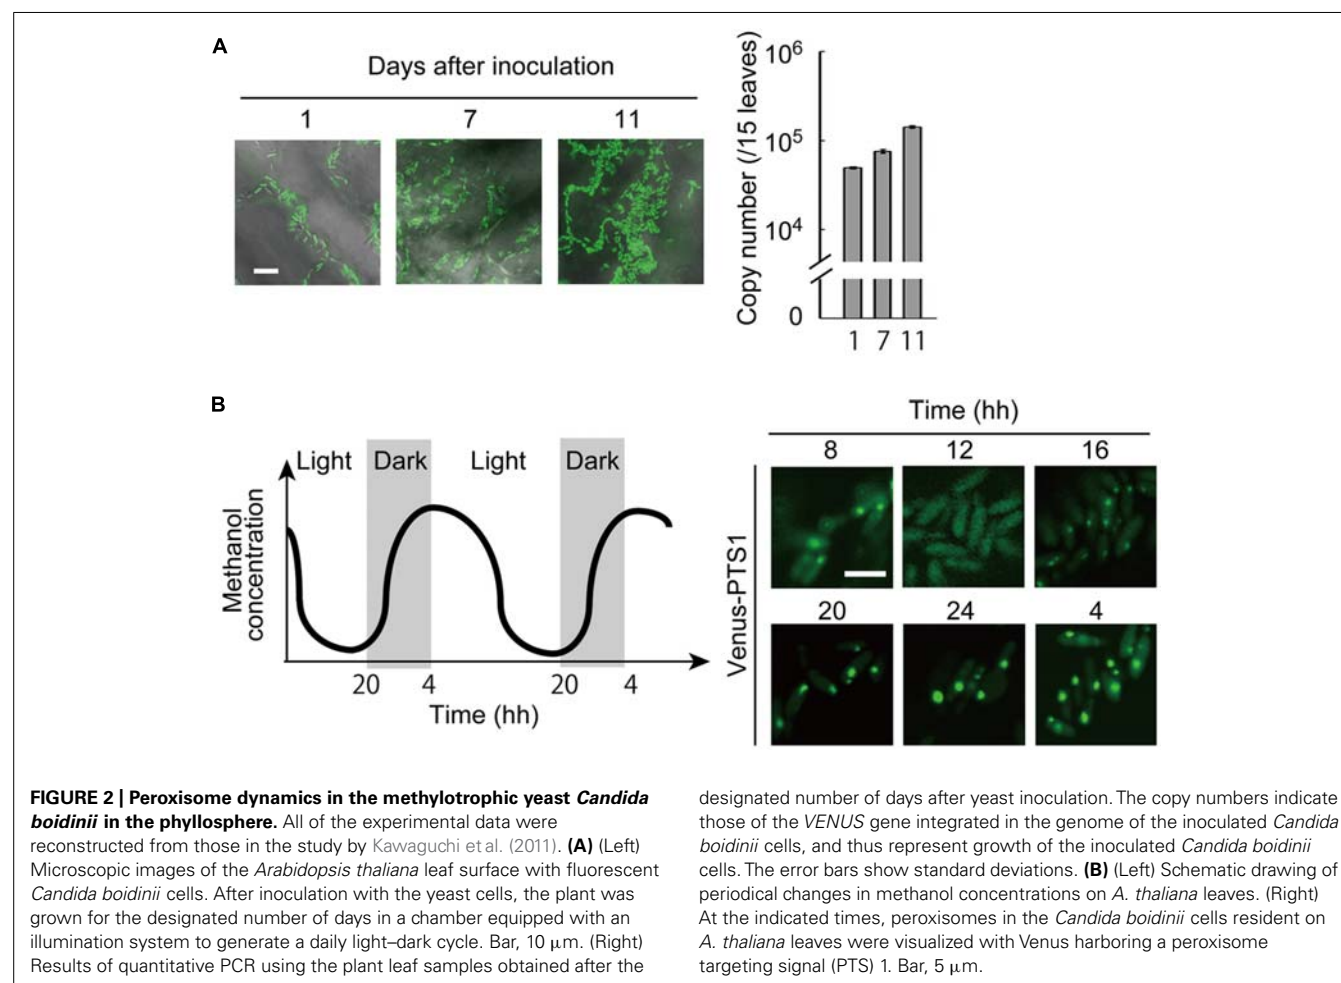 A
Days after inoculation
1 7 11
Copy number (/15 leaves)
10⁶
10⁵
10⁴
0
1 7 11
B
Light Dark Light Dark
Methanol
concentration
20 4 20 4
Time (hh)
Time (hh)
8 12 16
Venus-PTS1
20 24 4
FIGURE 2 | Peroxisome dynamics in the methylotrophic yeast Candida
boidinii in the phyllosphere. All of the experimental data were
reconstructed from those in the study by Kawaguchi et al. (2011). (A) (Left)
Microscopic images of the Arabidopsis thaliana leaf surface with fluorescent
Candida boidinii cells. After inoculation with the yeast cells, the plant was
grown for the designated number of days in a chamber equipped with an
illumination system to generate a daily light–dark cycle. Bar, 10 μm. (Right)
Results of quantitative PCR using the plant leaf samples obtained after the
designated number of days after yeast inoculation. The copy numbers indicate
those of the VENUS gene integrated in the genome of the inoculated Candida
boidinii cells, and thus represent growth of the inoculated Candida boidinii
cells. The error bars show standard deviations. (B) (Left) Schematic drawing of
periodical changes in methanol concentrations on A. thaliana leaves. (Right)
At the indicated times, peroxisomes in the Candida boidinii cells resident on
A. thaliana leaves were visualized with Venus harboring a peroxisome
targeting signal (PTS) 1. Bar, 5 μm.